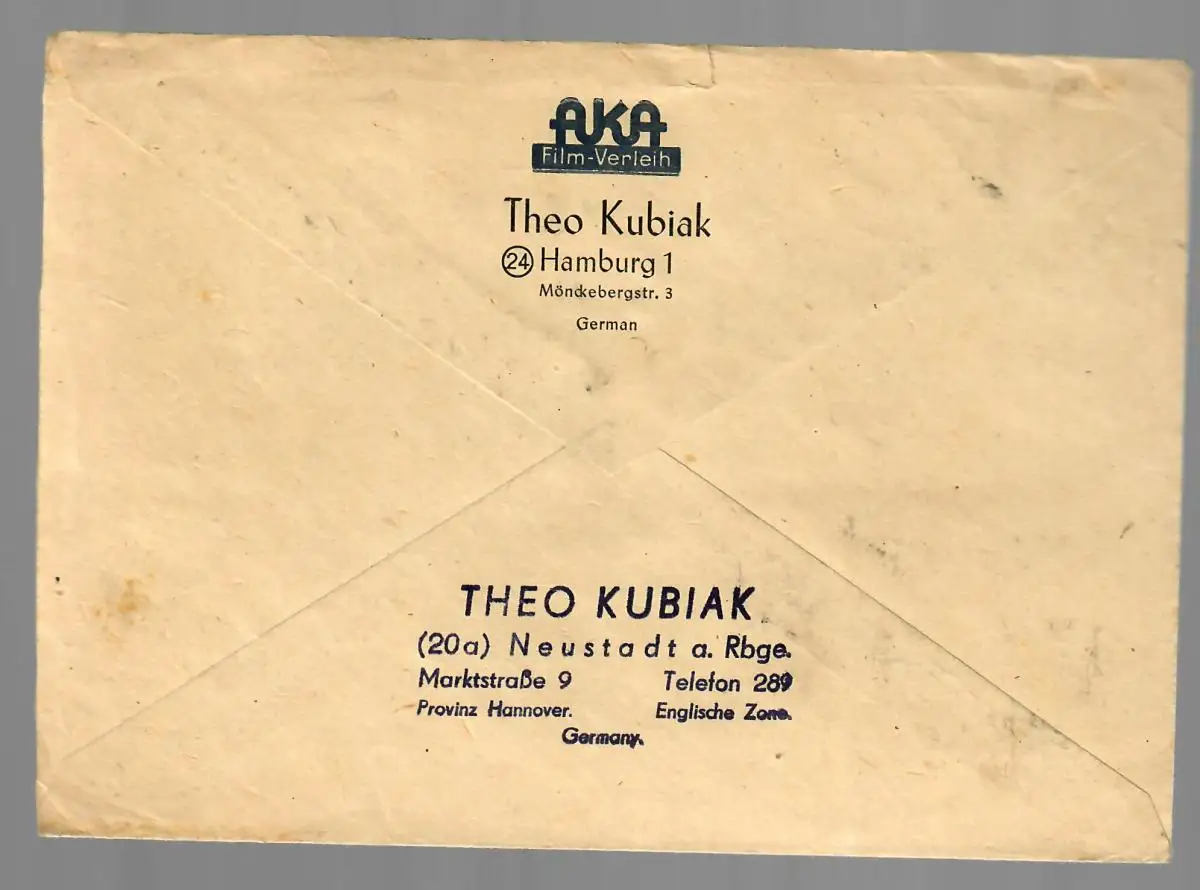 AKA
Film-Verleih
Theo Kubiak
24 Hamburg 1
Mönckebergstr. 3
German
THEO KUBIAK
(20a) Neustadt a. Rbge.
Marktstraße 9 Telefon 289
Provinz Hannover. Englische Zone.
Germany.